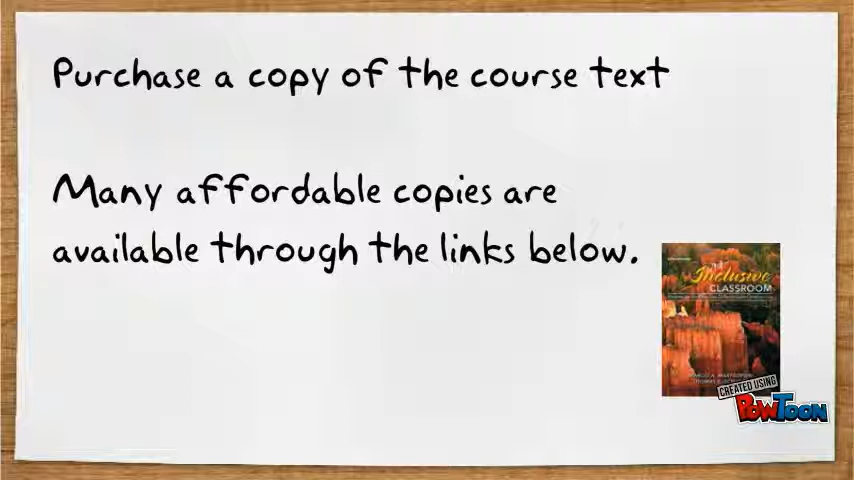 Purchase a copy of the course text
Many affordable copies are
available through the links below.
Inclusive
CLASSROOM
CREATED USING
POWTOON